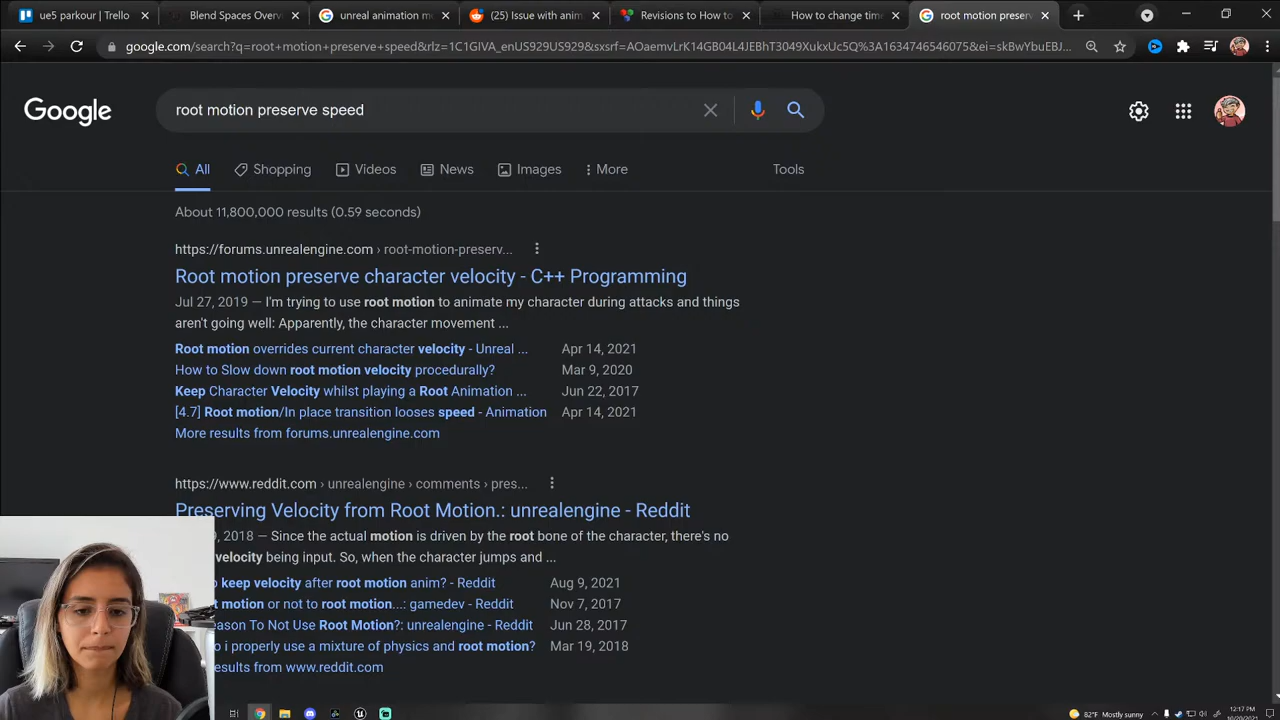 ue5 parkour | Trello
Blend Spaces Over
unreal animation m
(25) Issue with anim
Revisions to How to
How to change time
root motion preserv
google.com/search?q=root+motion+preserve+speed&rlz=1C1GIVA_enUS929US929&sxsrf=AOaemvLrK14GB04L4JEBhT3049XukxUc5Q%3A1634746546075&ei=skBwYbuEBJ...
Google
root motion preserve speed
All
Shopping
Videos
News
Images
More
Tools
About 11,800,000 results (0.59 seconds)
https://forums.unrealengine.com › root-motion-preserv...
Root motion preserve character velocity - C++ Programming
Jul 27, 2019 — I'm trying to use root motion to animate my character during attacks and things
aren't going well: Apparently, the character movement ...
Root motion overrides current character velocity - Unreal ... Apr 14, 2021
How to Slow down root motion velocity procedurally? Mar 9, 2020
Keep Character Velocity whilst playing a Root Animation ... Jun 22, 2017
[4.7] Root motion/In place transition looses speed - Animation Apr 14, 2021
More results from forums.unrealengine.com
https://www.reddit.com › unrealengine › comments › pres...
Preserving Velocity from Root Motion.: unrealengine - Reddit
, 2018 — Since the actual motion is driven by the root bone of the character, there's no
velocity being input. So, when the character jumps and ...
keep velocity after root motion anim? - Reddit Aug 9, 2021
motion or not to root motion...: gamedev - Reddit Nov 7, 2017
eason To Not Use Root Motion?: unrealengine - Reddit Jun 28, 2017
i properly use a mixture of physics and root motion? Mar 19, 2018
esults from www.reddit.com
82°F Mostly sunny
12:17 PM
10/20/2021